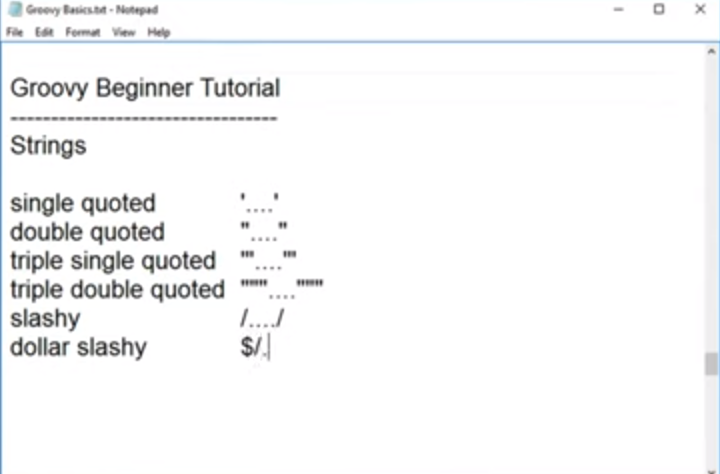 Groovy Basics.txt - Notepad
File Edit Format View Help
Groovy Beginner Tutorial
---------------------------------
Strings
single quoted '....'
double quoted "...."
triple single quoted '''....'''
triple double quoted """...."""
slashy /..../
dollar slashy $/.